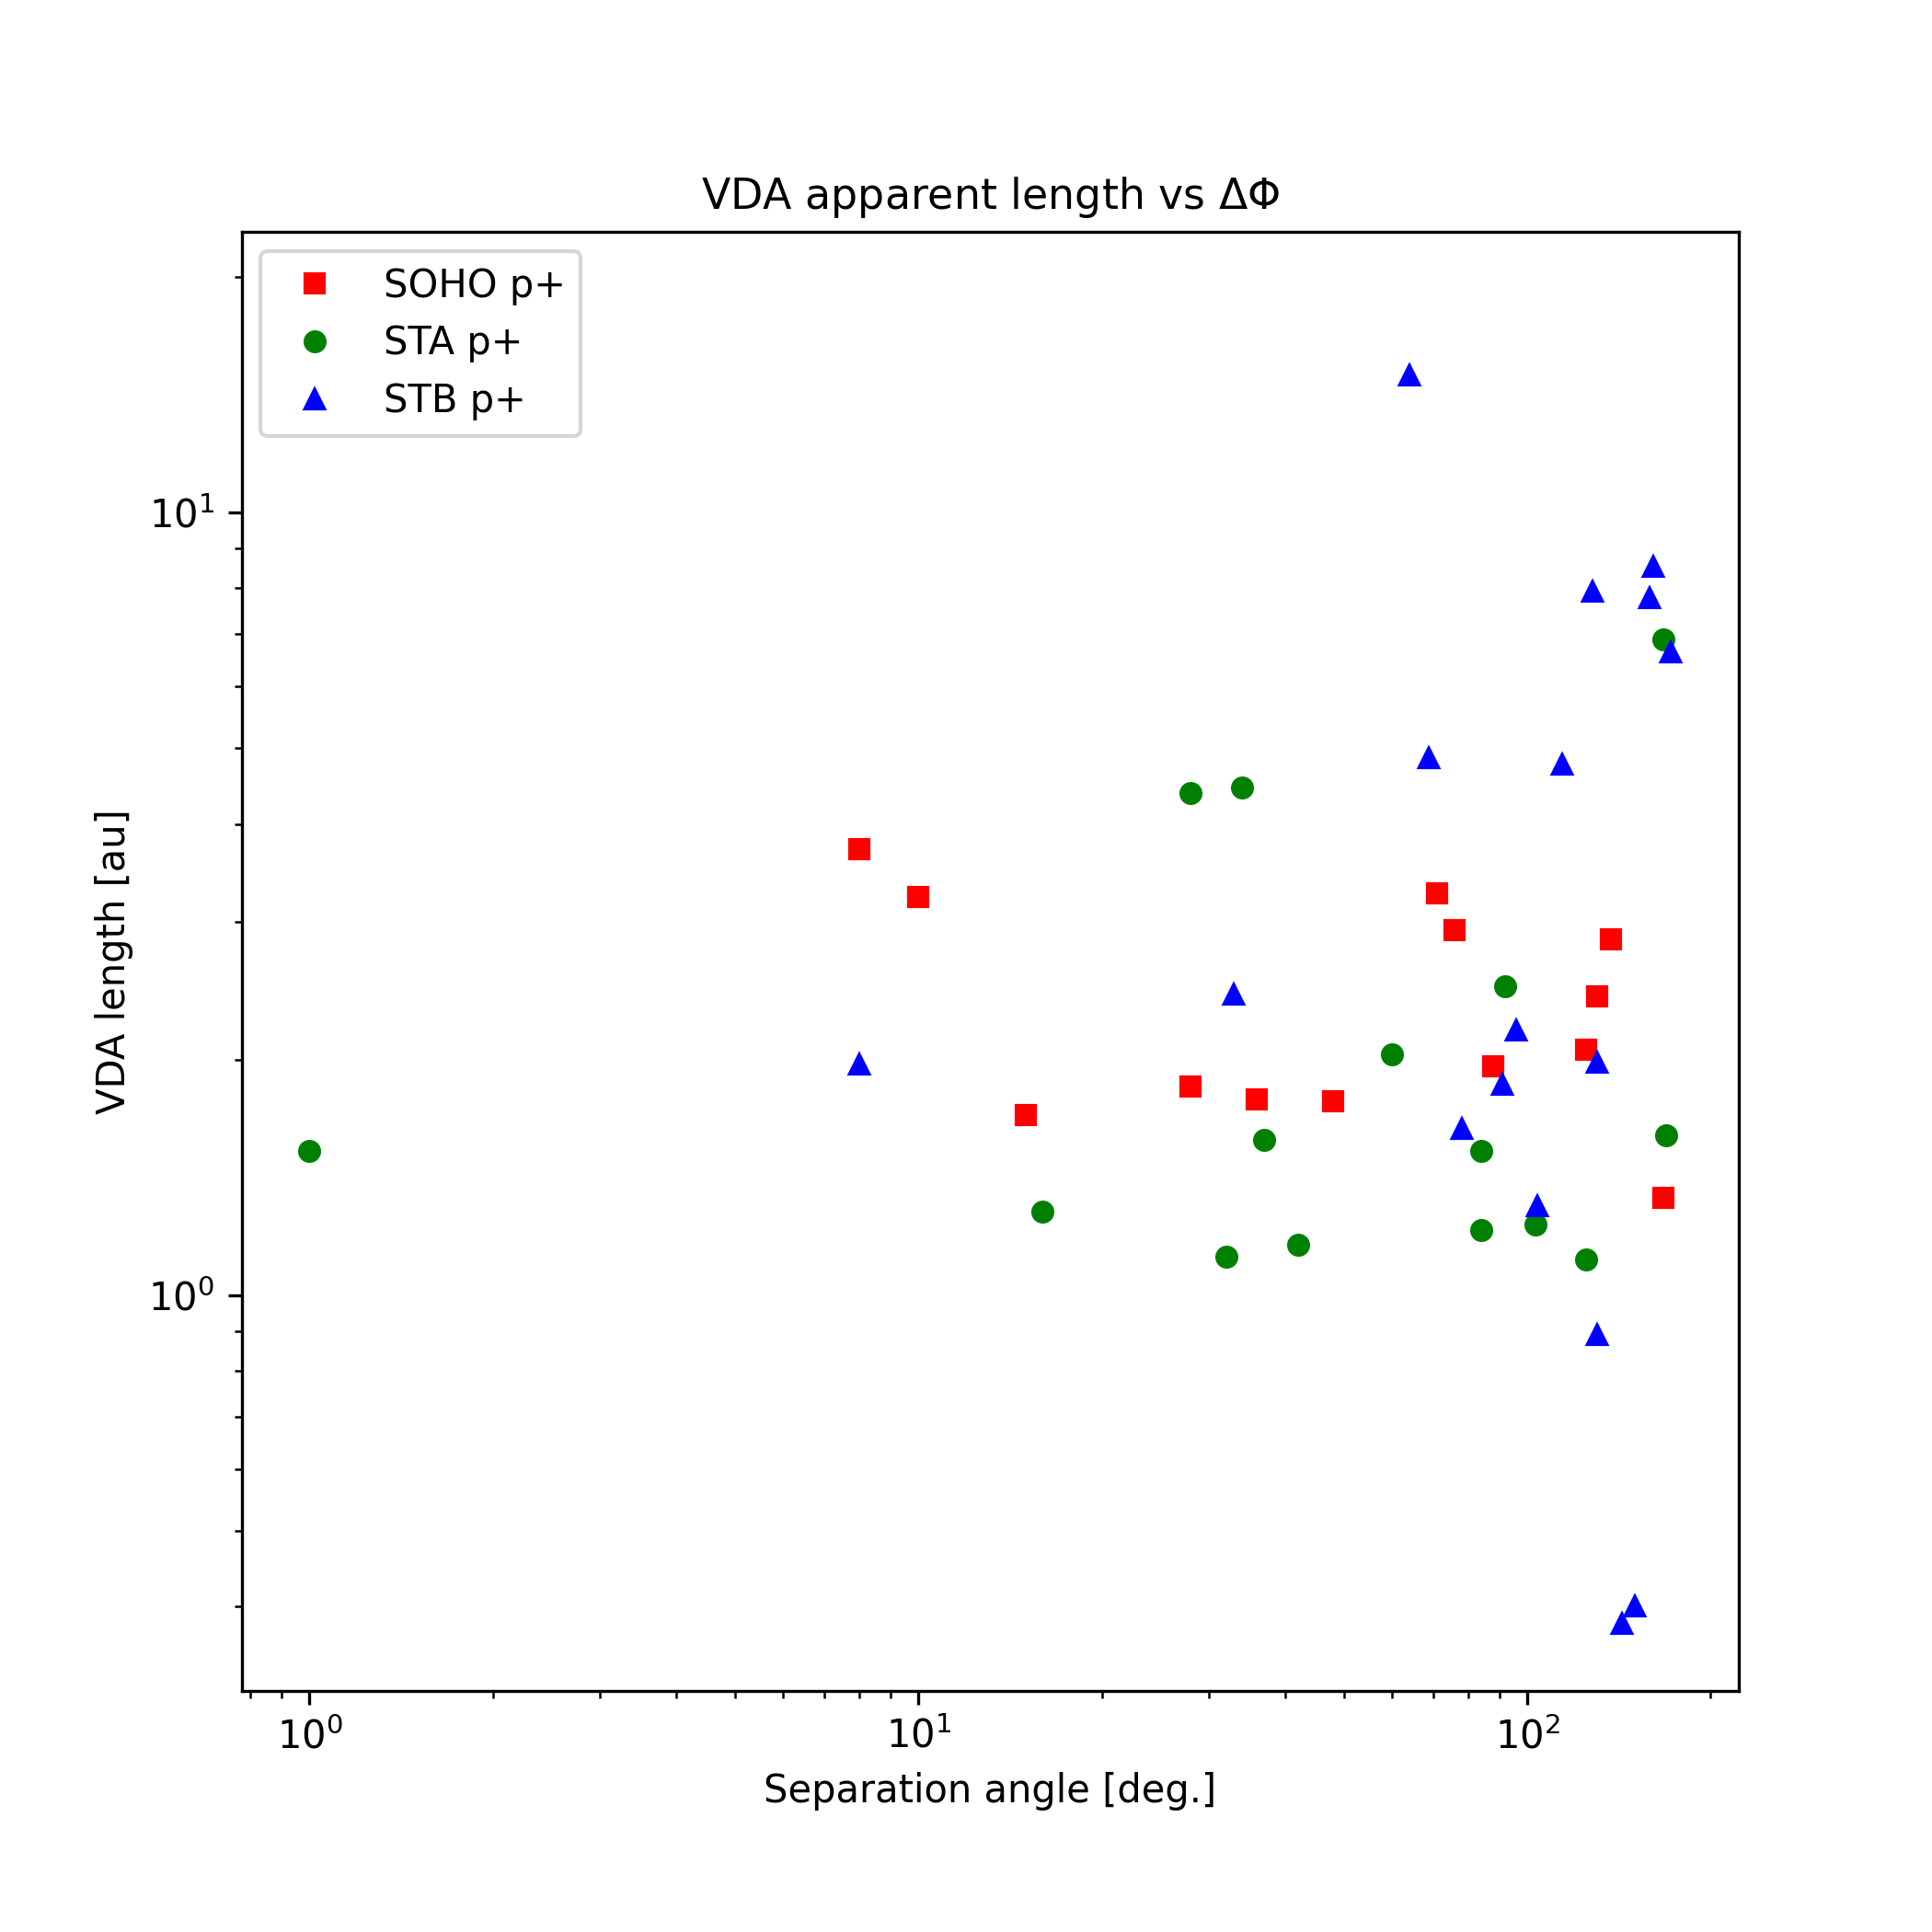 VDA apparent length vs ΔΦ
SOHO p+
STA p+
STB p+
10¹
10⁰
VDA length [au]
10⁰ 10¹ 10²
Separation angle [deg.]